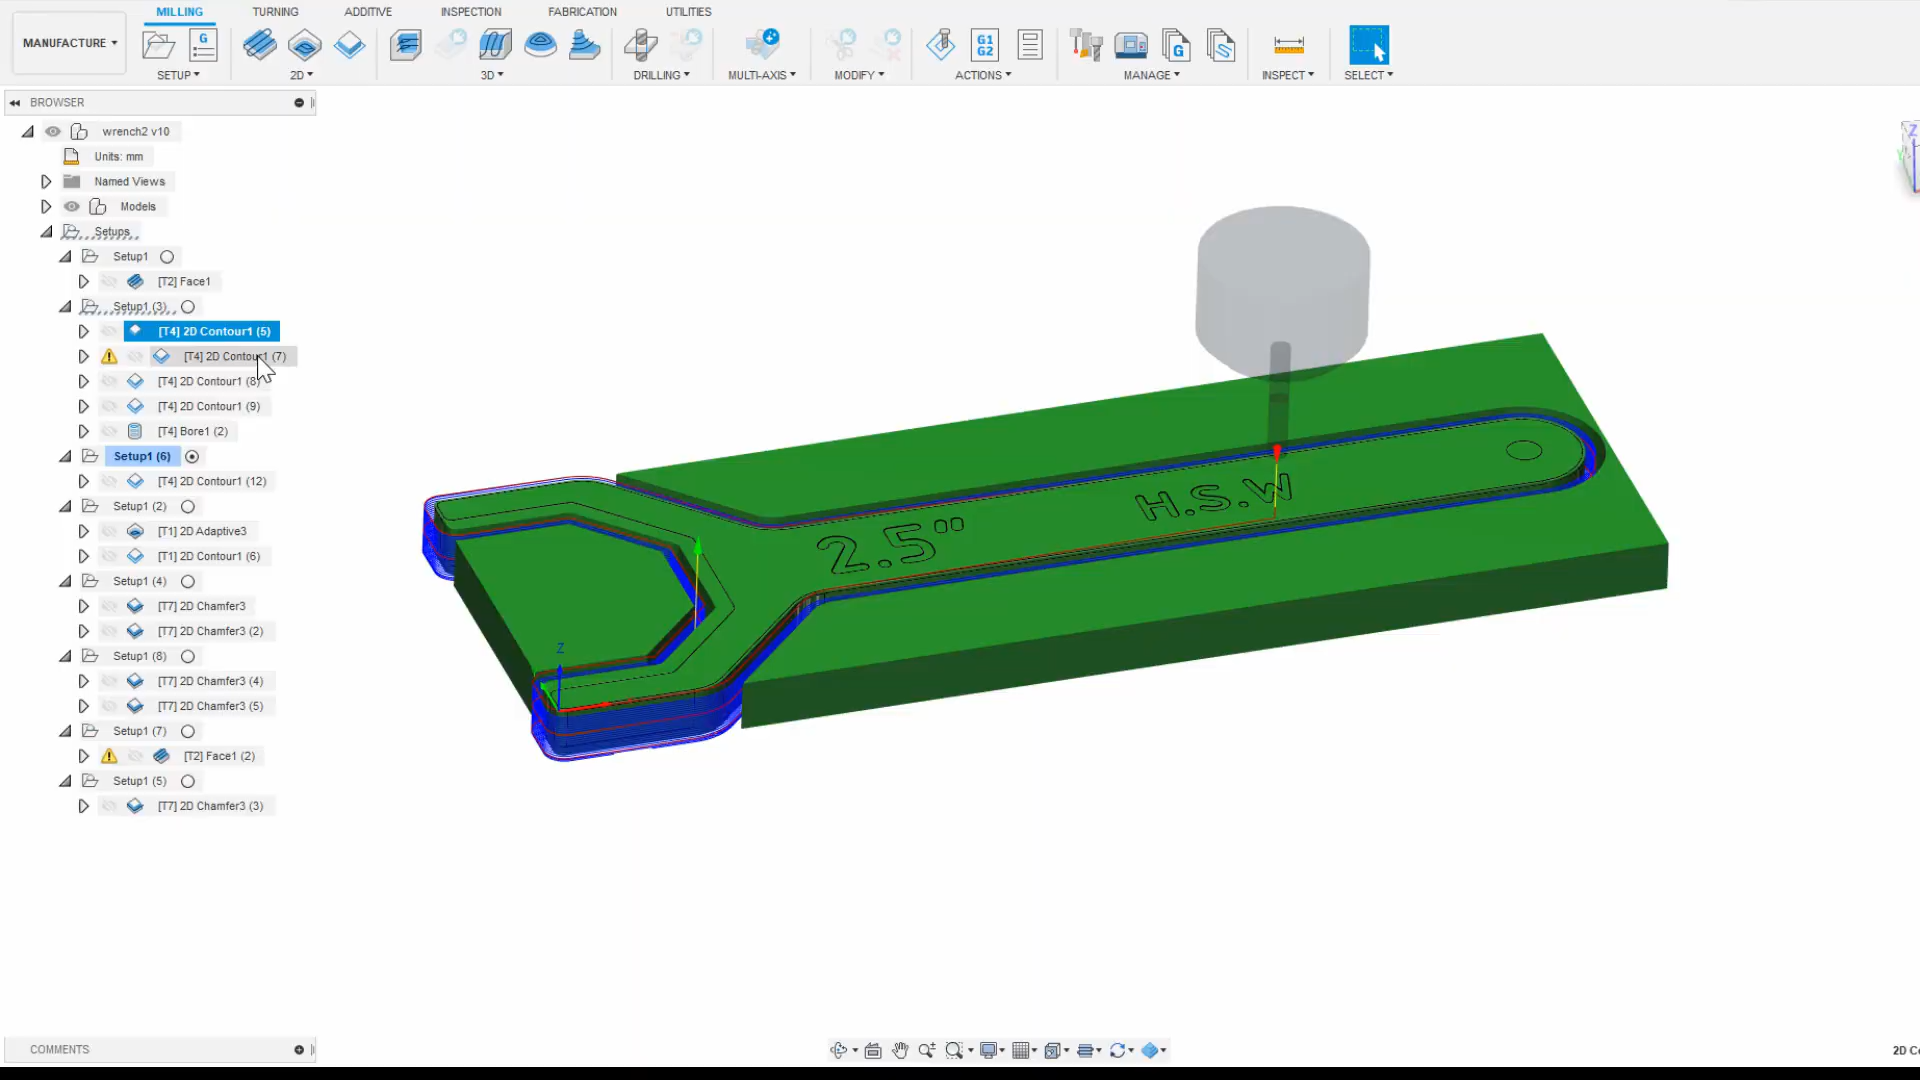 MILLING TURNING ADDITIVE INSPECTION FABRICATION UTILITIES
MANUFACTURE
G
G1
G2
G
S
SETUP 2D 3D DRILLING MULTI-AXIS MODIFY ACTIONS MANAGE INSPECT SELECT
BROWSER
wrench2 v10
Units: mm
Named Views
Models
Setups
Setup1
[T2] Face1
Setup1 (3)
[T4] 2D Contour1 (5)
[T4] 2D Contour1 (7)
[T4] 2D Contour1 (8)
[T4] 2D Contour1 (9)
[T4] Bore1 (2)
Setup1 (6)
[T4] 2D Contour1 (12)
Setup1 (2)
[T1] 2D Adaptive3
[T1] 2D Contour1 (6)
Setup1 (4)
[T7] 2D Chamfer3
[T7] 2D Chamfer3 (2)
Setup1 (8)
[T7] 2D Chamfer3 (4)
[T7] 2D Chamfer3 (5)
Setup1 (7)
[T2] Face1 (2)
Setup1 (5)
[T7] 2D Chamfer3 (3)
Z
2.5" H.S.W
Z
COMMENTS
2D Co